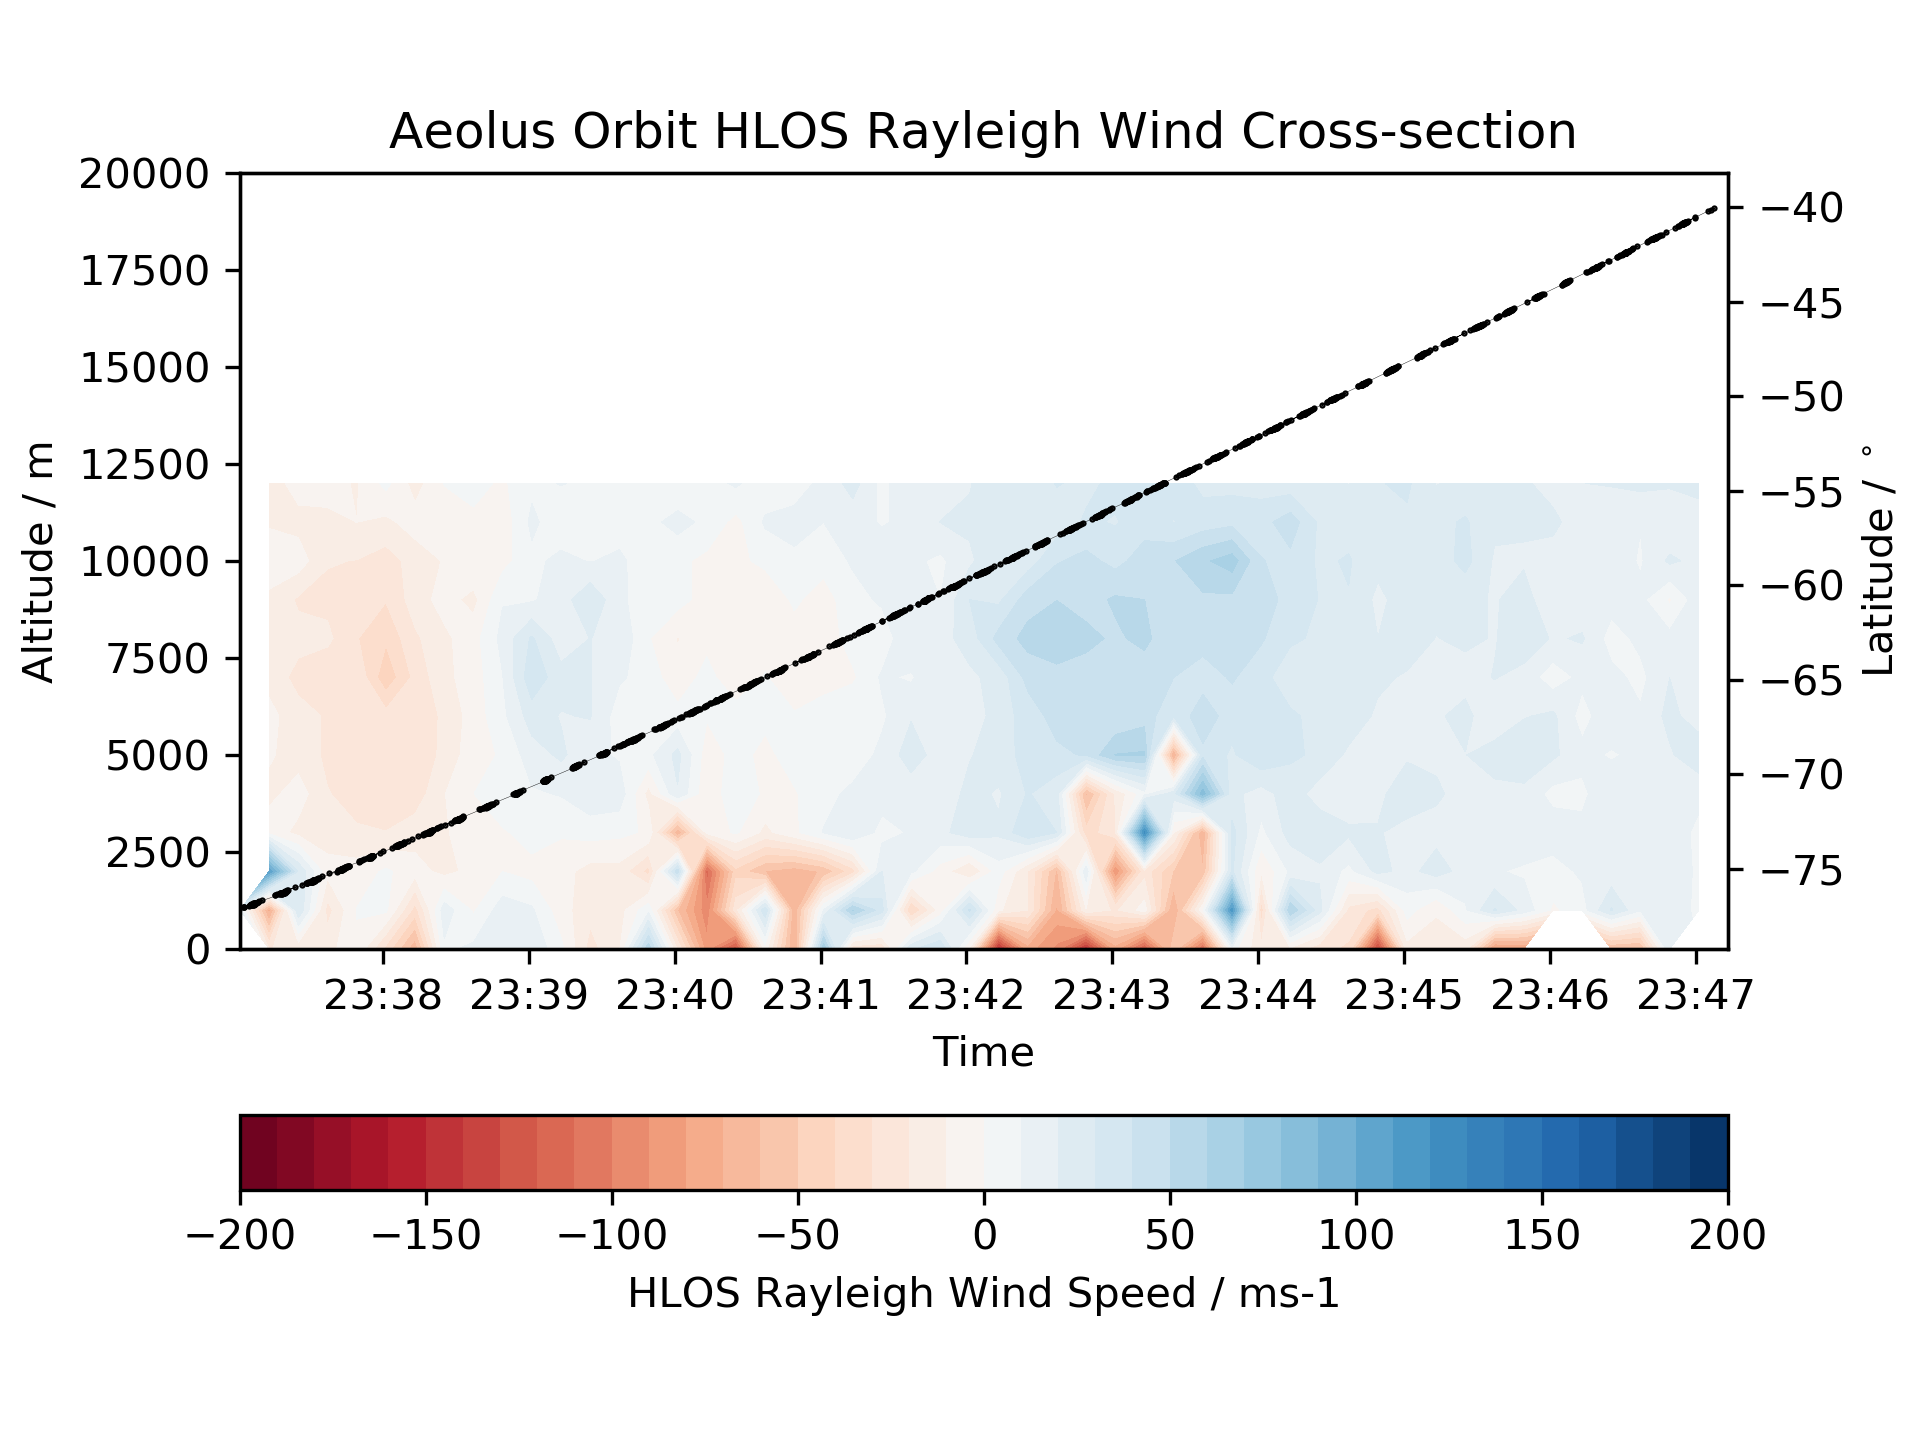 Aeolus Orbit HLOS Rayleigh Wind Cross-section
20000
17500
15000
12500
10000
7500
5000
2500
0
Altitude / m
−40
−45
−50
−55
−60
−65
−70
−75
Latitude / °
23:38 23:39 23:40 23:41 23:42 23:43 23:44 23:45 23:46 23:47
Time
−200 −150 −100 −50 0 50 100 150 200
HLOS Rayleigh Wind Speed / ms-1